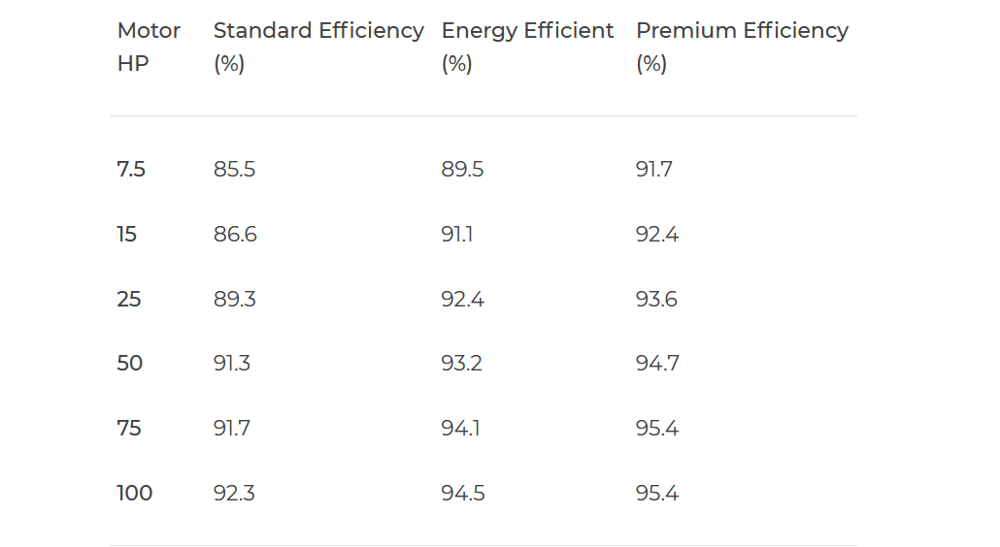 Motor HP Standard Efficiency (%) Energy Efficient (%) Premium Efficiency (%)
7.5 85.5 89.5 91.7
15 86.6 91.1 92.4
25 89.3 92.4 93.6
50 91.3 93.2 94.7
75 91.7 94.1 95.4
100 92.3 94.5 95.4